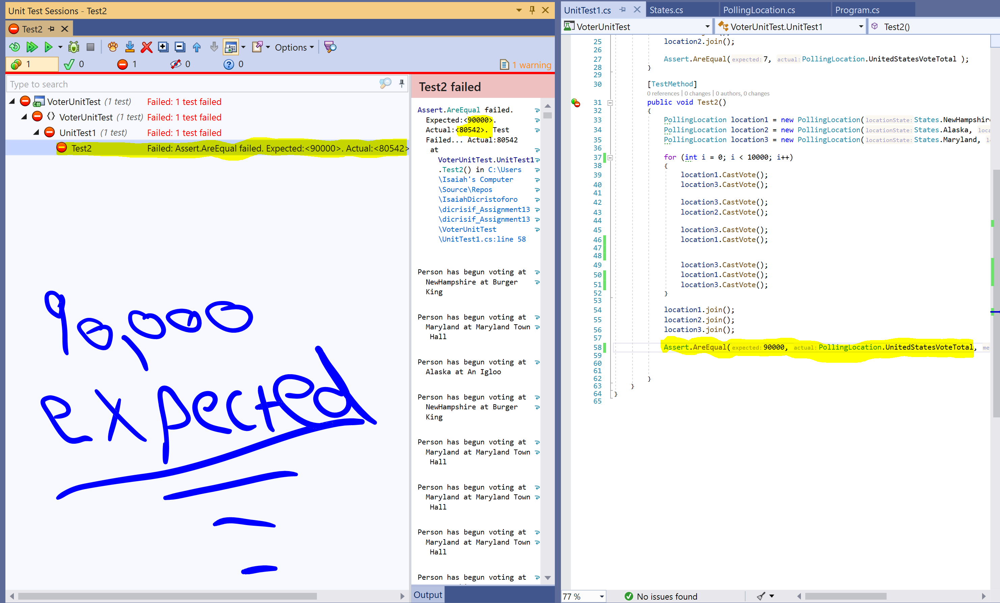 Unit Test Sessions - Test2
Test2
Options
1
0
1
0
0
1 warning
Type to search
VoterUnitTest (1 test) Failed: 1 test failed
VoterUnitTest (1 test) Failed: 1 test failed
UnitTest1 (1 test) Failed: 1 test failed
Test2 Failed: Assert.AreEqual failed. Expected:<90000>. Actual:<80542>
90,000
expected
Test2 failed
Assert.AreEqual failed.
Expected:<90000>.
Actual:<80542>. Test
Failed... Actual:80542
at
VoterUnitTest.UnitTest1
.Test2() in C:\Users
\Isaiah's Computer
\Source\Repos
\IsaiahDicristoforo
\dicrisif_Assignment13
\dicrisif_Assignment13
\VoterUnitTest
\UnitTest1.cs:line 58
Person has begun voting at
NewHampshire at Burger
King
Person has begun voting at
Maryland at Maryland Town
Hall
Person has begun voting at
Alaska at An Igloo
Person has begun voting at
NewHampshire at Burger
King
Person has begun voting at
Maryland at Maryland Town
Hall
Person has begun voting at
Maryland at Maryland Town
Hall
Person has begun voting at
Maryland at Maryland Town
Hall
Person has begun voting at
Output
UnitTest1.cs States.cs PollingLocation.cs Program.cs
VoterUnitTest VoterUnitTest.UnitTest1 Test2()
25 location2.join();
26
27 Assert.AreEqual( expected: 7, actual: PollingLocation.UnitedStatesVoteTotal );
28 }
29
30 [TestMethod]
0 references | 0 changes | 0 authors, 0 changes
31 public void Test2()
32 {
33 PollingLocation location1 = new PollingLocation( locationState: States.NewHampshir
34 PollingLocation location2 = new PollingLocation( locationState: States.Alaska, loca
35 PollingLocation location3 = new PollingLocation( locationState: States.Maryland,
36
37 for (int i = 0; i < 10000; i++)
38 {
39 location1.CastVote();
40 location3.CastVote();
41
42 location3.CastVote();
43 location2.CastVote();
44
45 location3.CastVote();
46 location1.CastVote();
47
48
49 location3.CastVote();
50 location1.CastVote();
51 location3.CastVote();
52 }
53
54 location1.join();
55 location2.join();
56 location3.join();
57
58 Assert.AreEqual( expected: 90000, actual: PollingLocation.UnitedStatesVoteTotal, me
59
60
61
62 }
63 }
64 }
65
77 % No issues found